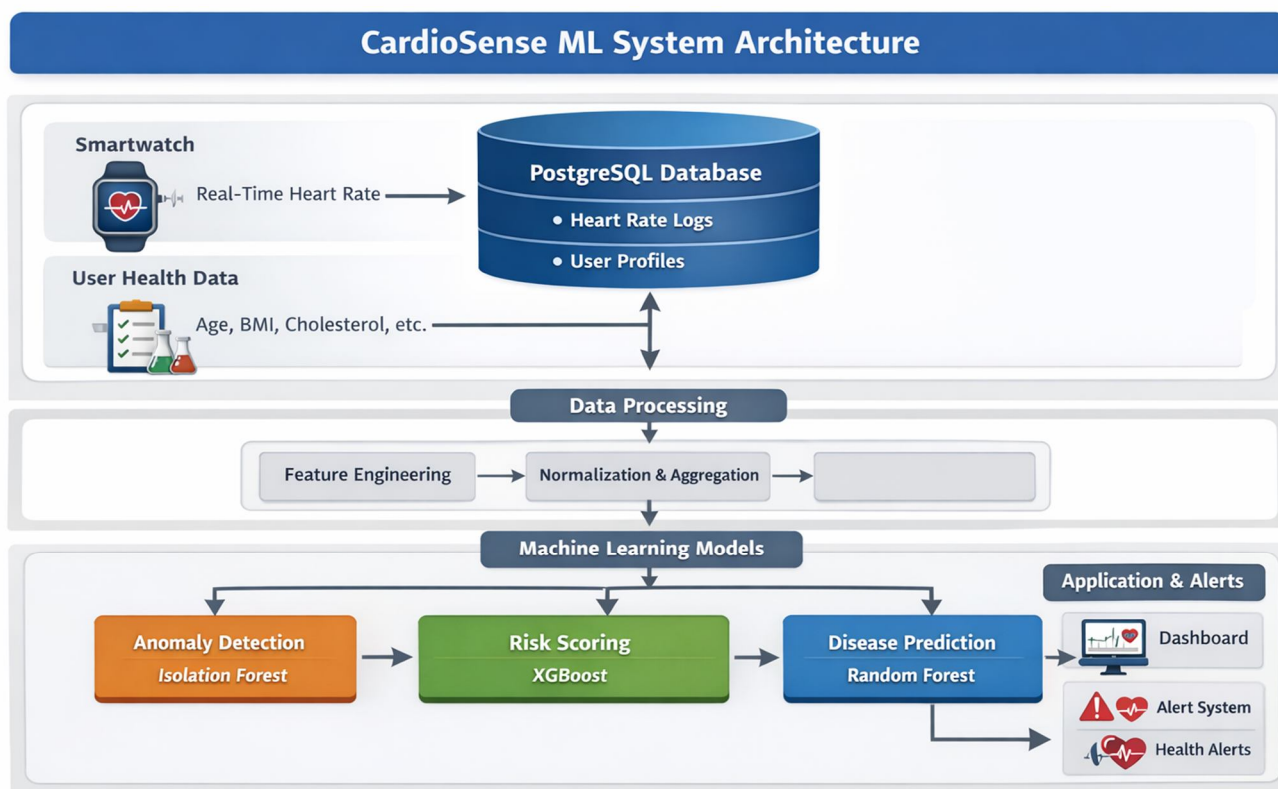 CardioSense ML System Architecture
Smartwatch
Real-Time Heart Rate
PostgreSQL Database
• Heart Rate Logs
• User Profiles
User Health Data
Age, BMI, Cholesterol, etc.
Data Processing
Feature Engineering
Normalization & Aggregation
Machine Learning Models
Anomaly Detection
Isolation Forest
Risk Scoring
XGBoost
Disease Prediction
Random Forest
Application & Alerts
Dashboard
Alert System
Health Alerts